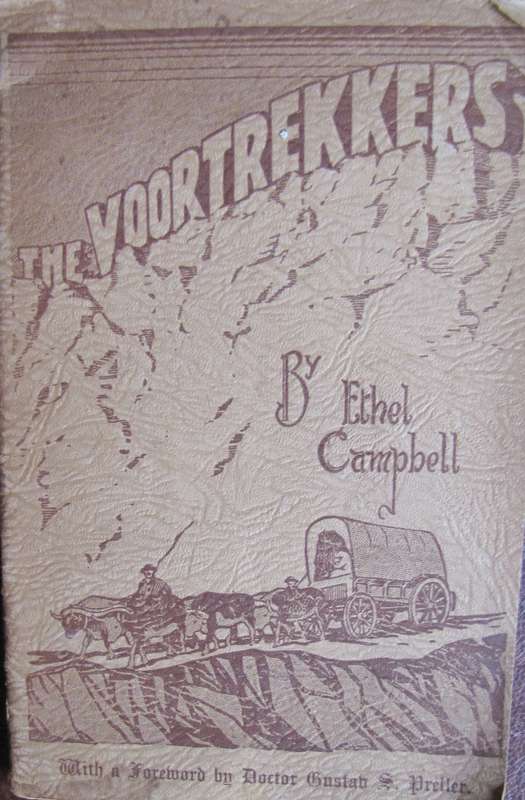 THE VOORTREKKERS
By Ethel
Campbell
With a Foreword by Doctor Gustav S. Preller.